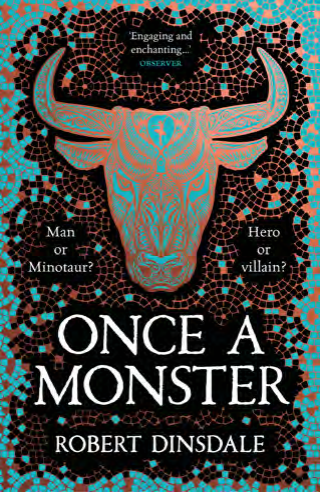 'Engaging and
enchanting...'
OBSERVER
Man
or
Minotaur?
Hero
or
villain?
ONCE A
MONSTER
ROBERT DINSDALE